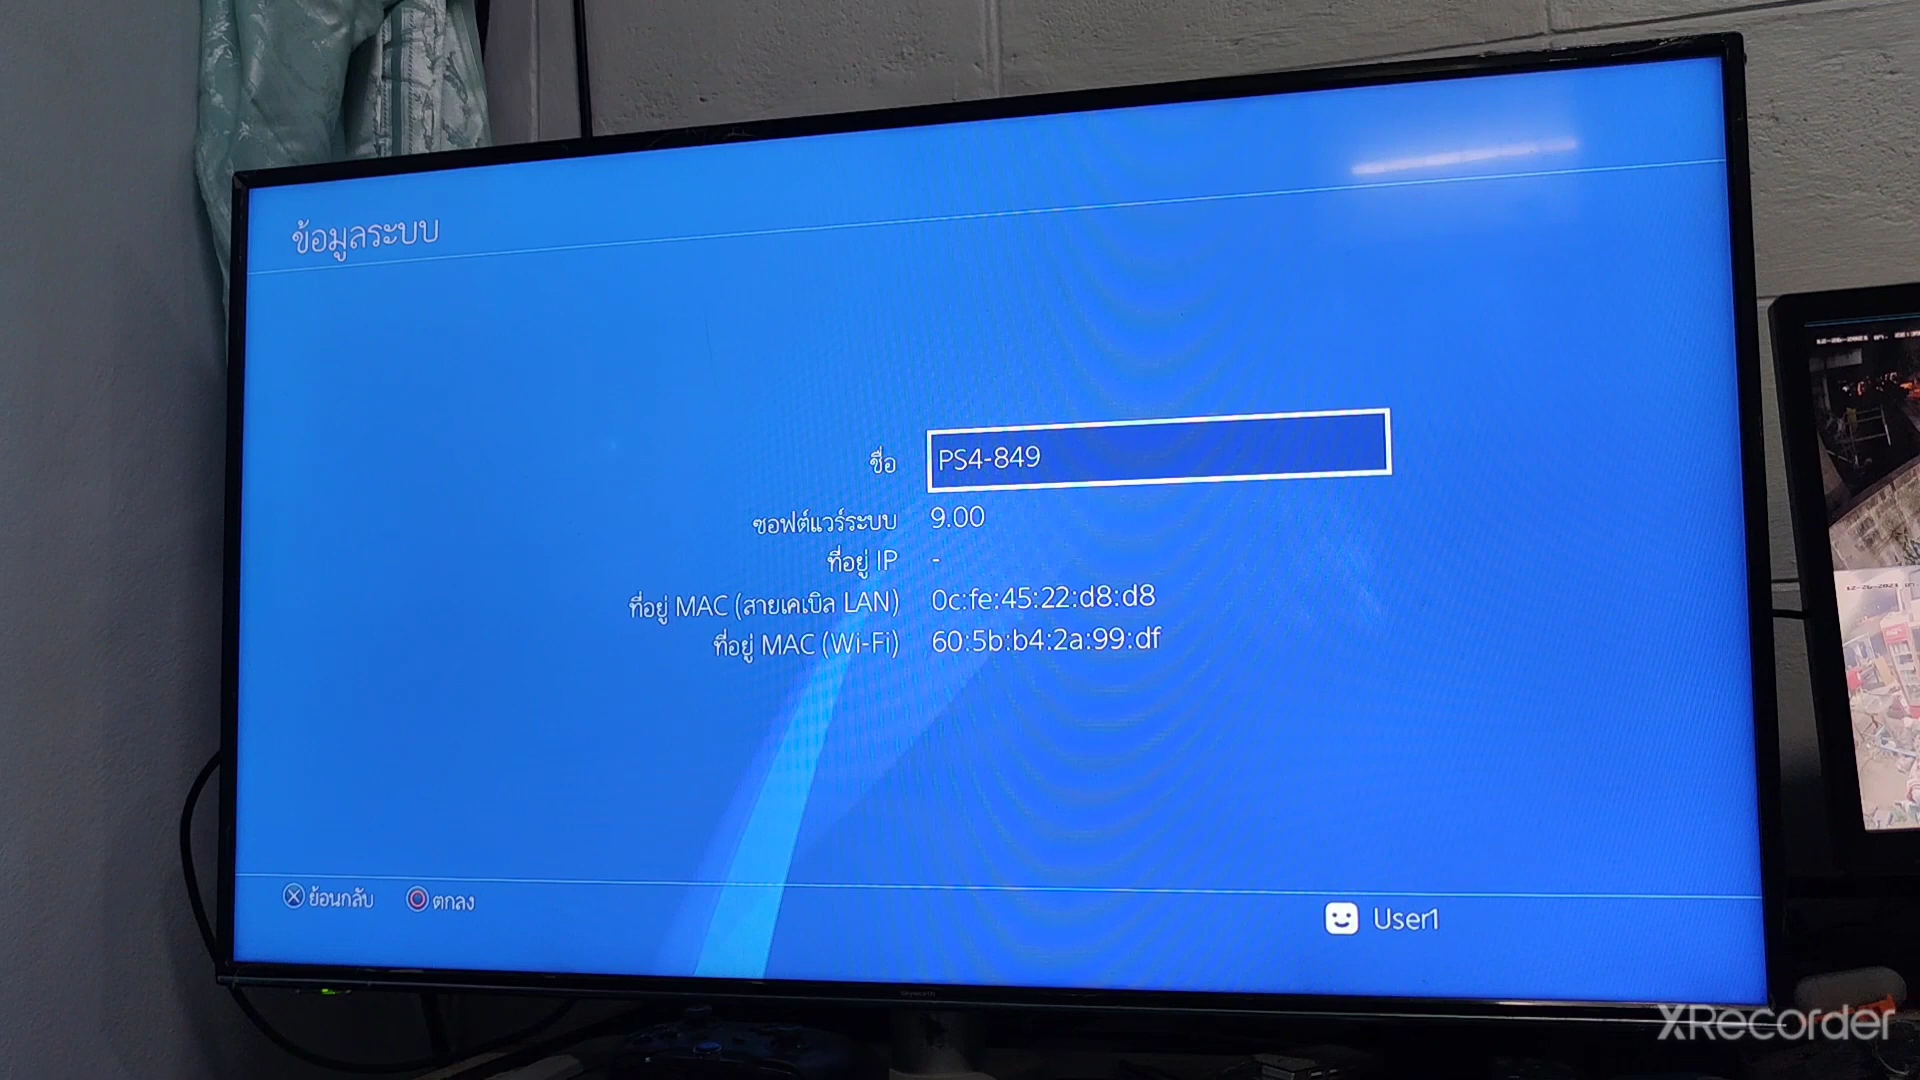 ข้อมูลระบบ
ชื่อ PS4-849
ซอฟต์แวร์ระบบ 9.00
ที่อยู่ IP -
ที่อยู่ MAC (สายเคเบิล LAN) 0c:fe:45:22:d8:d8
ที่อยู่ MAC (Wi-Fi) 60:5b:b4:2a:99:df
ย้อนกลับ ตกลง
User1
Skyworth
XRecorder